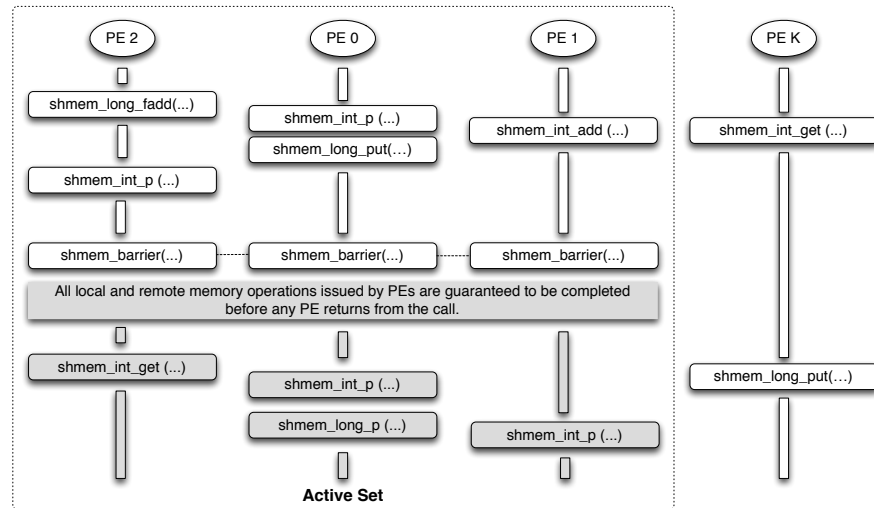 PE 2
PE 0
PE 1
PE K
shmem_long_fadd(...)
shmem_int_p (...)
shmem_long_put(...)
shmem_int_add(...)
shmem_int_get (...)
shmem_int_p (...)
shmem_barrier(...)
shmem_barrier(...)
shmem_barrier(...)
All local and remote memory operations issued by PEs are guaranteed to be completed
before any PE returns from the call.
shmem_int_get (...)
shmem_int_p (...)
shmem_long_put(...)
shmem_long_p (...)
shmem_int_p (...)
Active Set